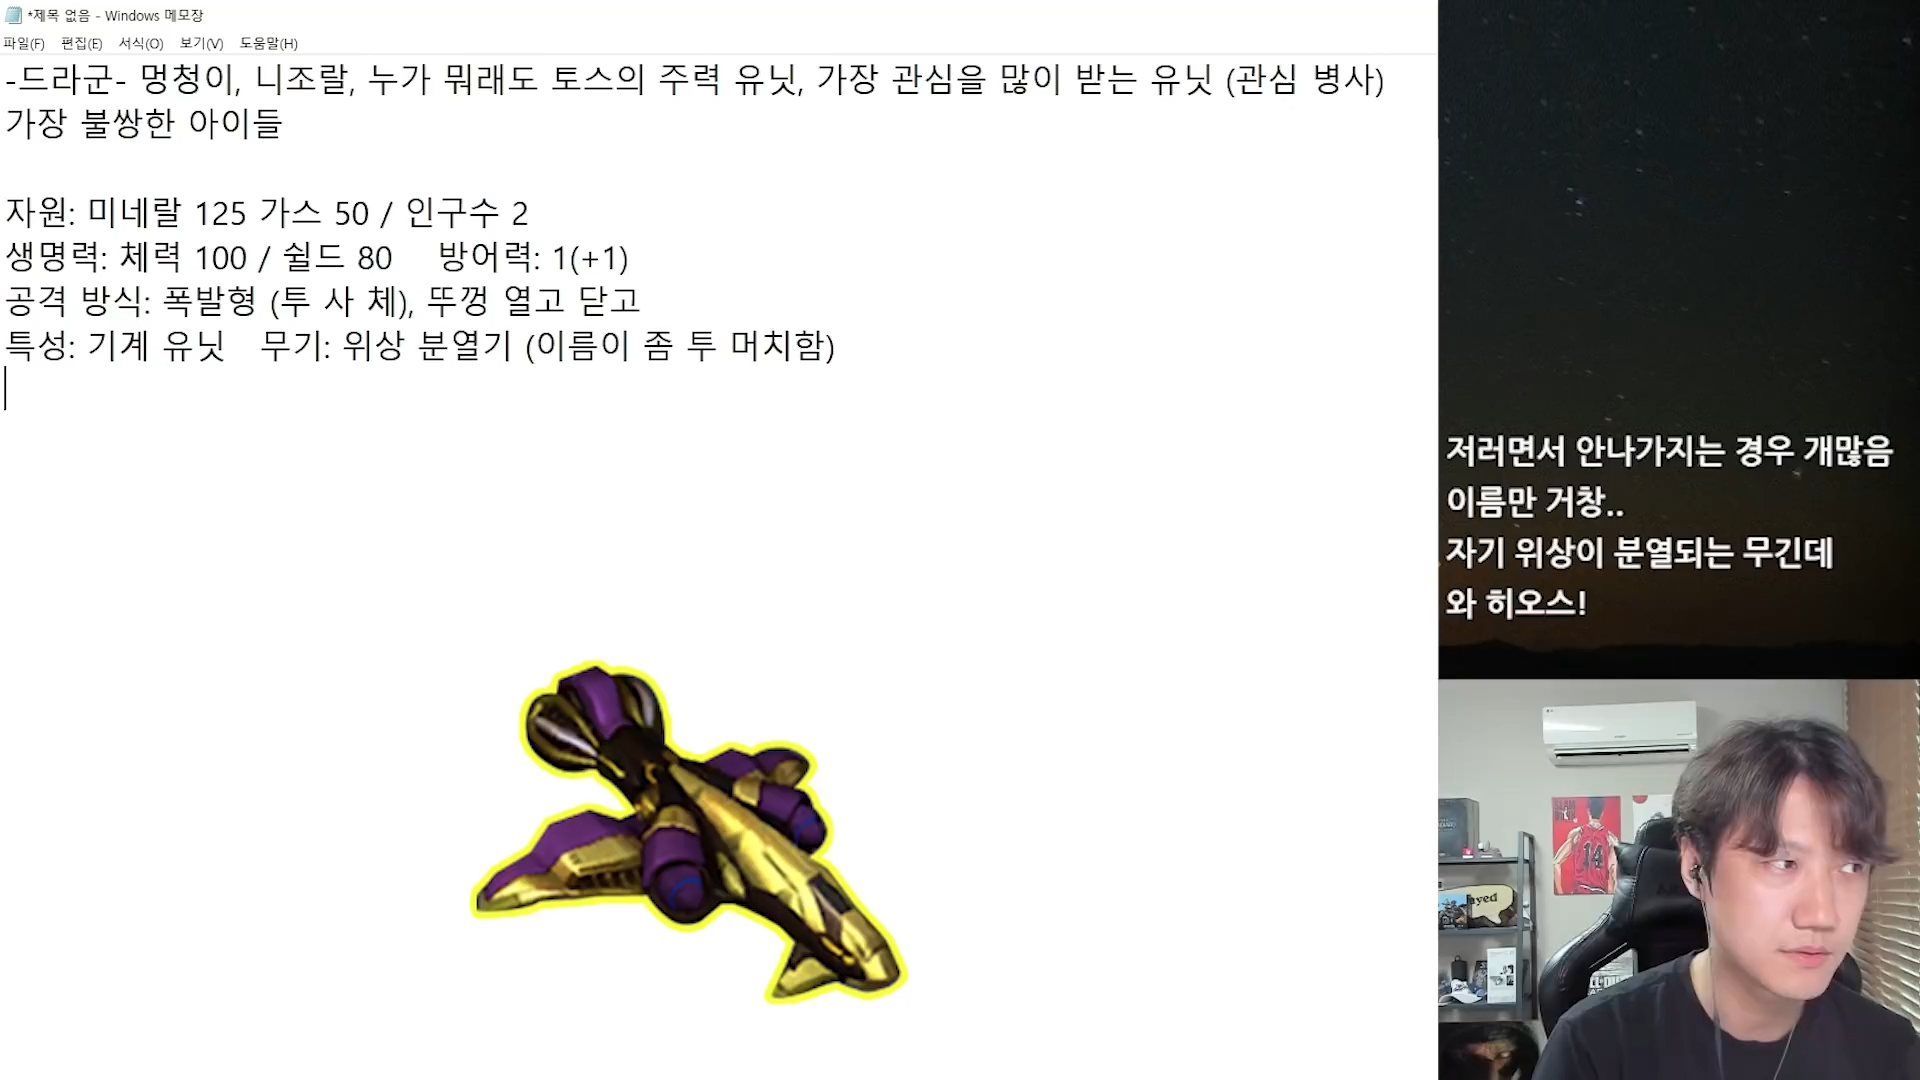 *제목 없음 - Windows 메모장
파일(F) 편집(E) 서식(O) 보기(V) 도움말(H)
-드라군- 멍청이, 니조랄, 누가 뭐래도 토스의 주력 유닛, 가장 관심을 많이 받는 유닛 (관심 병사)
가장 불쌍한 아이들
자원: 미네랄 125 가스 50 / 인구수 2
생명력: 체력 100 / 쉴드 80 방어력: 1(+1)
공격 방식: 폭발형 (투 사 체), 뚜껑 열고 닫고
특성: 기계 유닛 무기: 위상 분열기 (이름이 좀 투 머치함)
저러면서 안나가지는 경우 개많음
이름만 거창..
자기 위상이 분열되는 무긴데
와 히오스!
14
ayed